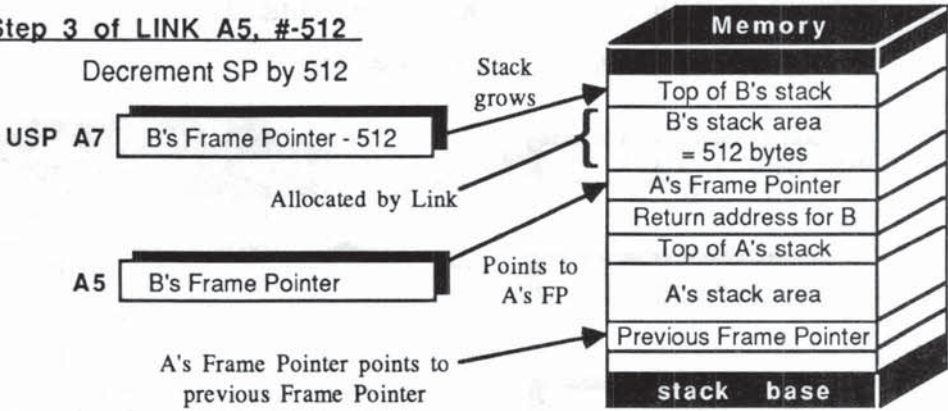 Step 3 of LINK A5, #-512
Decrement SP by 512
USP A7
B's Frame Pointer - 512
Stack
grows
Allocated by Link
A5
B's Frame Pointer
Points to
A's FP
A's Frame Pointer points to
previous Frame Pointer
Memory
Top of B's stack
B's stack area
= 512 bytes
A's Frame Pointer
Return address for B
Top of A's stack
A's stack area
Previous Frame Pointer
stack base